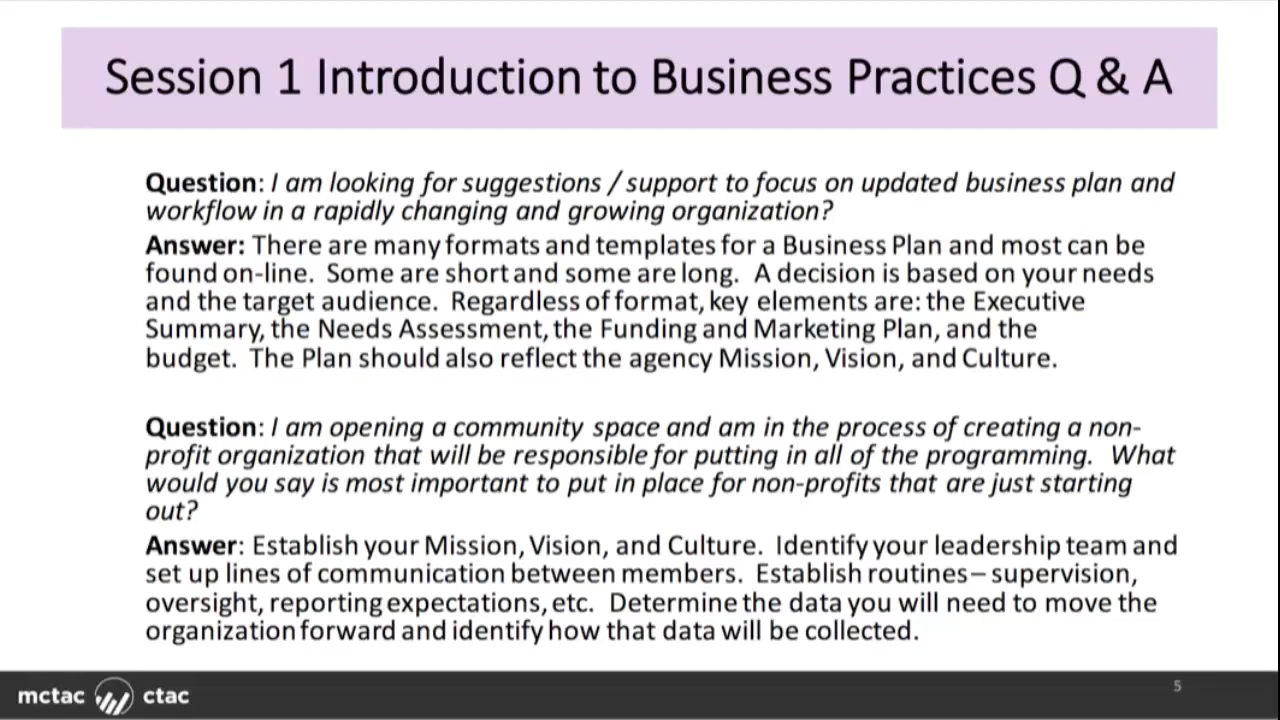 Session 1 Introduction to Business Practices Q & A
Question: I am looking for suggestions / support to focus on updated business plan and
workflow in a rapidly changing and growing organization?
Answer: There are many formats and templates for a Business Plan and most can be
found on-line.  Some are short and some are long.  A decision is based on your needs
and the target audience.  Regardless of format, key elements are: the Executive
Summary, the Needs Assessment, the Funding and Marketing Plan, and the
budget.  The Plan should also reflect the agency Mission, Vision, and Culture.
Question: I am opening a community space and am in the process of creating a non-
profit organization that will be responsible for putting in all of the programming.  What
would you say is most important to put in place for non-profits that are just starting
out?
Answer: Establish your Mission, Vision, and Culture.  Identify your leadership team and
set up lines of communication between members.  Establish routines– supervision,
oversight, reporting expectations, etc.  Determine the data you will need to move the
organization forward and identify how that data will be collected.
mctac ctac
5